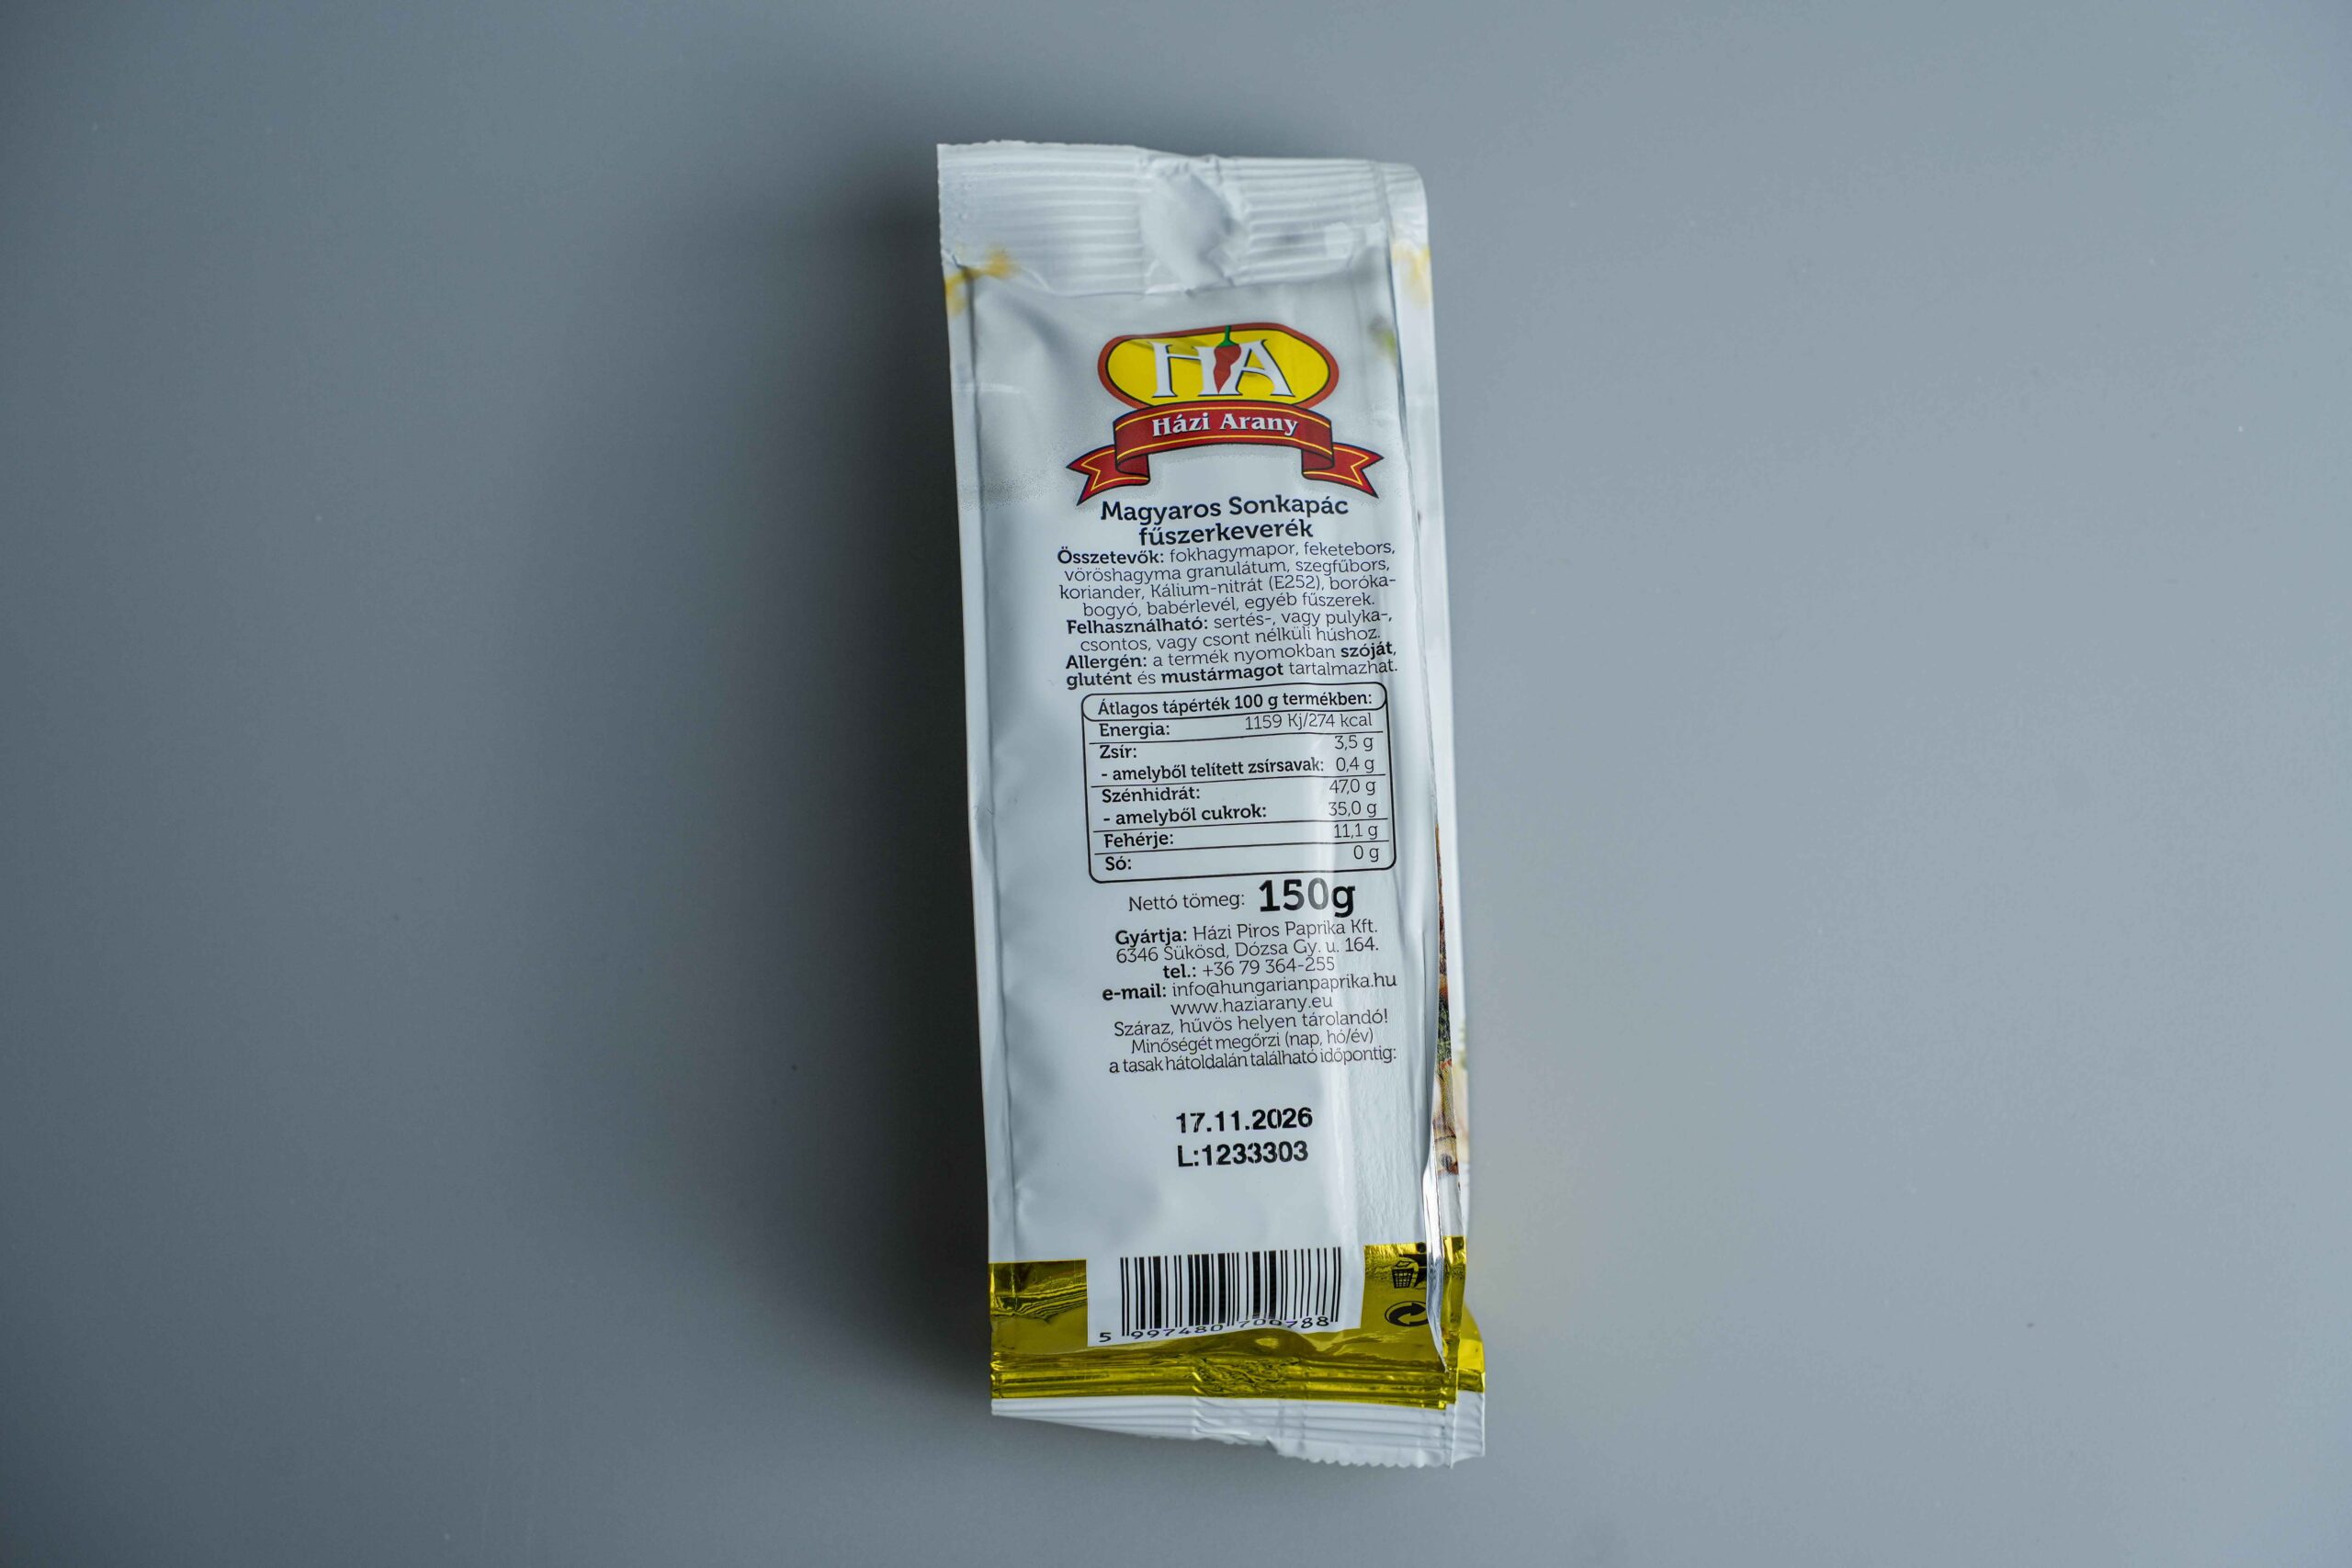 HA
Házi Arany
Magyaros Sonkapác
fűszerkeverék
Összetevők: fokhagymapor, feketebors,
vöröshagyma granulátum, szegfűbors,
koriander, Kálium-nitrát (E252), boróka-
bogyó, babérlevél, egyéb fűszerek.
Felhasználható: sertés-, vagy pulyka-,
csontos, vagy csont nélküli húshoz.
Allergén: a termék nyomokban szóját,
glutént és mustármagot tartalmazhat.
Átlagos tápérték 100 g termékben:
Energia: 1159 Kj/274 kcal
Zsír: 3,5 g
- amelyből telített zsírsavak: 0,4 g
Szénhidrát: 47,0 g
- amelyből cukrok: 35,0 g
Fehérje: 11,1 g
Só: 0 g
Nettó tömeg: 150g
Gyártja: Házi Piros Paprika Kft.
6346 Sükösd, Dózsa Gy. u. 164.
tel.: +36 79 364-255
e-mail: info@hungarianpaprika.hu
www.haziarany.eu
Száraz, hűvös helyen tárolandó!
Minőségét megőrzi (nap, hó/év)
a tasak hátoldalán található időpontig:
17.11.2026
L:1233303
5 997480 706788